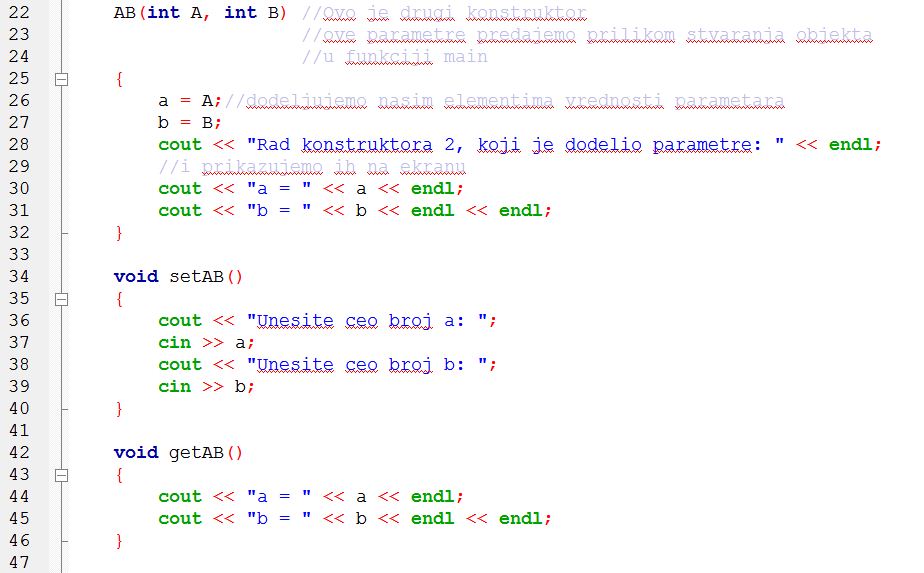 22 AB(int A, int B) //Ovo je drugi konstruktor
23 //ove parametre predajemo prilikom stvaranja objekta
24 //u funkciji main
25 {
26 a = A;//dodeljujemo nasim elementima vrednosti parametara
27 b = B;
28 cout << "Rad konstruktora 2, koji je dodelio parametre: " << endl;
29 //i prikazujemo ih na ekranu
30 cout << "a = " << a << endl;
31 cout << "b = " << b << endl << endl;
32 }
33
34 void setAB()
35 {
36 cout << "Unesite ceo broj a: ";
37 cin >> a;
38 cout << "Unesite ceo broj b: ";
39 cin >> b;
40 }
41
42 void getAB()
43 {
44 cout << "a = " << a << endl;
45 cout << "b = " << b << endl << endl;
46 }
47